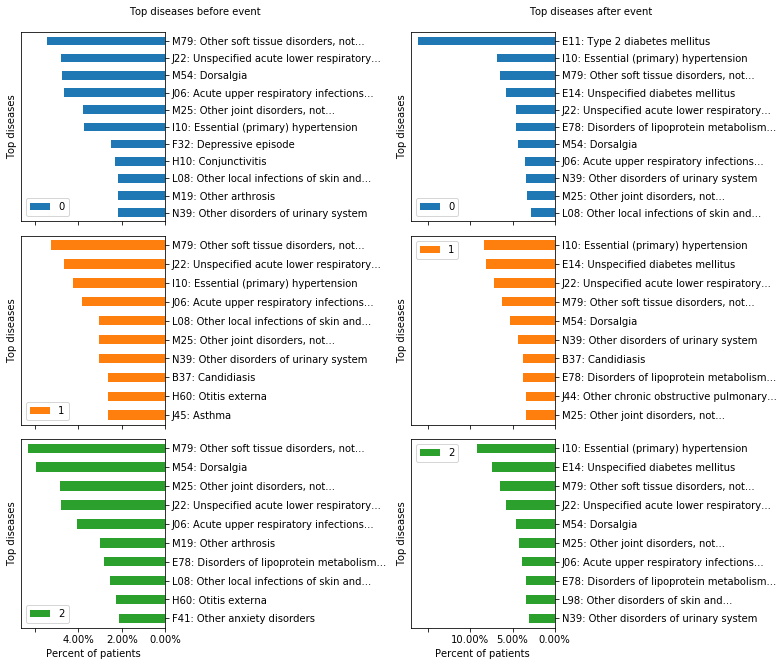 Top diseases before event
Top diseases
M79: Other soft tissue disorders, not...
J22: Unspecified acute lower respiratory...
M54: Dorsalgia
J06: Acute upper respiratory infections...
M25: Other joint disorders, not...
I10: Essential (primary) hypertension
F32: Depressive episode
H10: Conjunctivitis
L08: Other local infections of skin and...
M19: Other arthrosis
N39: Other disorders of urinary system
0
Top diseases after event
Top diseases
E11: Type 2 diabetes mellitus
I10: Essential (primary) hypertension
M79: Other soft tissue disorders, not...
E14: Unspecified diabetes mellitus
J22: Unspecified acute lower respiratory...
E78: Disorders of lipoprotein metabolism...
M54: Dorsalgia
J06: Acute upper respiratory infections...
N39: Other disorders of urinary system
M25: Other joint disorders, not...
L08: Other local infections of skin and...
0
Top diseases
M79: Other soft tissue disorders, not...
J22: Unspecified acute lower respiratory...
I10: Essential (primary) hypertension
J06: Acute upper respiratory infections...
L08: Other local infections of skin and...
M25: Other joint disorders, not...
N39: Other disorders of urinary system
B37: Candidiasis
H60: Otitis externa
J45: Asthma
1
Top diseases
I10: Essential (primary) hypertension
E14: Unspecified diabetes mellitus
J22: Unspecified acute lower respiratory...
M79: Other soft tissue disorders, not...
M54: Dorsalgia
N39: Other disorders of urinary system
B37: Candidiasis
E78: Disorders of lipoprotein metabolism...
J44: Other chronic obstructive pulmonary...
M25: Other joint disorders, not...
1
Top diseases
M79: Other soft tissue disorders, not...
M54: Dorsalgia
M25: Other joint disorders, not...
J22: Unspecified acute lower respiratory...
J06: Acute upper respiratory infections...
M19: Other arthrosis
E78: Disorders of lipoprotein metabolism...
L08: Other local infections of skin and...
H60: Otitis externa
F41: Other anxiety disorders
2
4.00% 2.00% 0.00%
Percent of patients
Top diseases
I10: Essential (primary) hypertension
E14: Unspecified diabetes mellitus
M79: Other soft tissue disorders, not...
J22: Unspecified acute lower respiratory...
M54: Dorsalgia
M25: Other joint disorders, not...
J06: Acute upper respiratory infections...
E78: Disorders of lipoprotein metabolism...
L98: Other disorders of skin and...
N39: Other disorders of urinary system
2
10.00% 5.00% 0.00%
Percent of patients